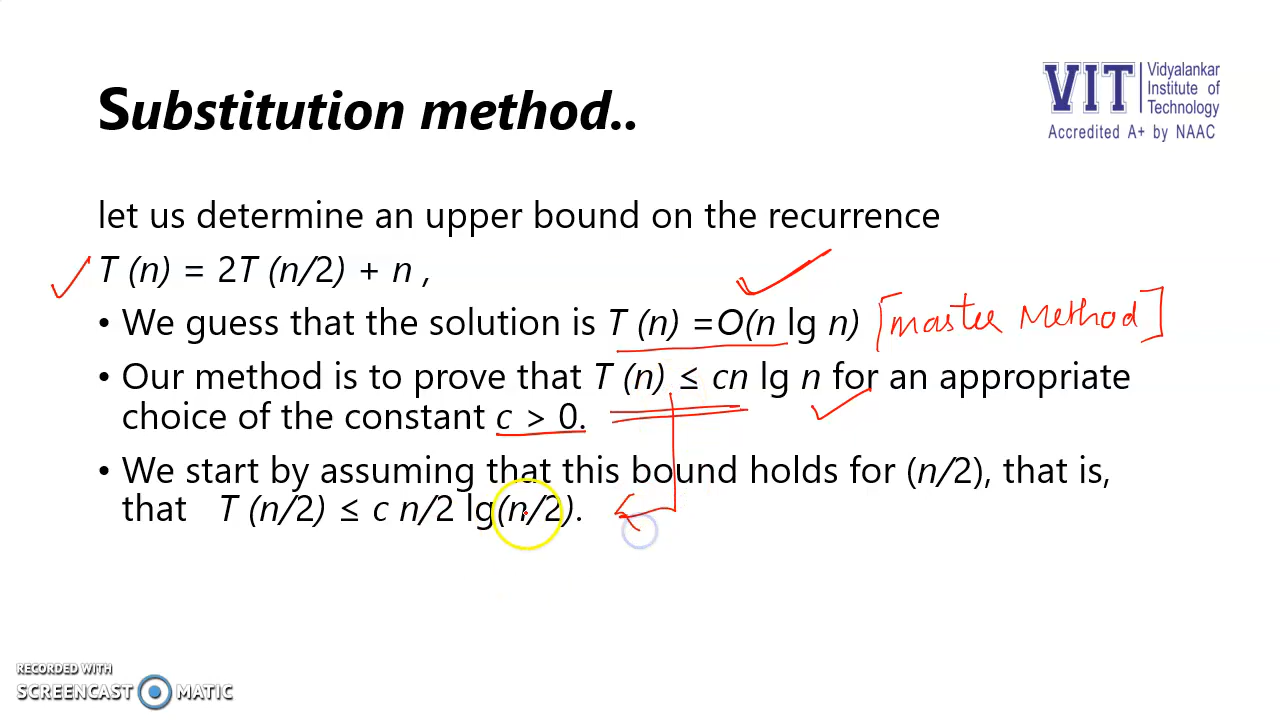 Substitution method..
VIT
Vidyalankar
Institute of
Technology
Accredited A+ by NAAC
let us determine an upper bound on the recurrence
T (n) = 2T (n/2) + n ,
• We guess that the solution is T (n) =O(n lg n) [master Method]
• Our method is to prove that T (n) ≤ cn lg n for an appropriate
choice of the constant c > 0.
• We start by assuming that this bound holds for (n/2), that is,
that T (n/2) ≤ c n/2 lg(n/2).
RECORDED WITH
SCREENCAST MATIC